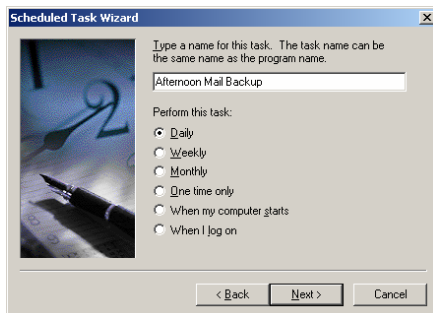 Scheduled Task Wizard
Type a name for this task. The task name can be
the same name as the program name.
Afternoon Mail Backup
Perform this task:
Daily
Weekly
Monthly
One time only
When my computer starts
When I log on
< Back
Next >
Cancel